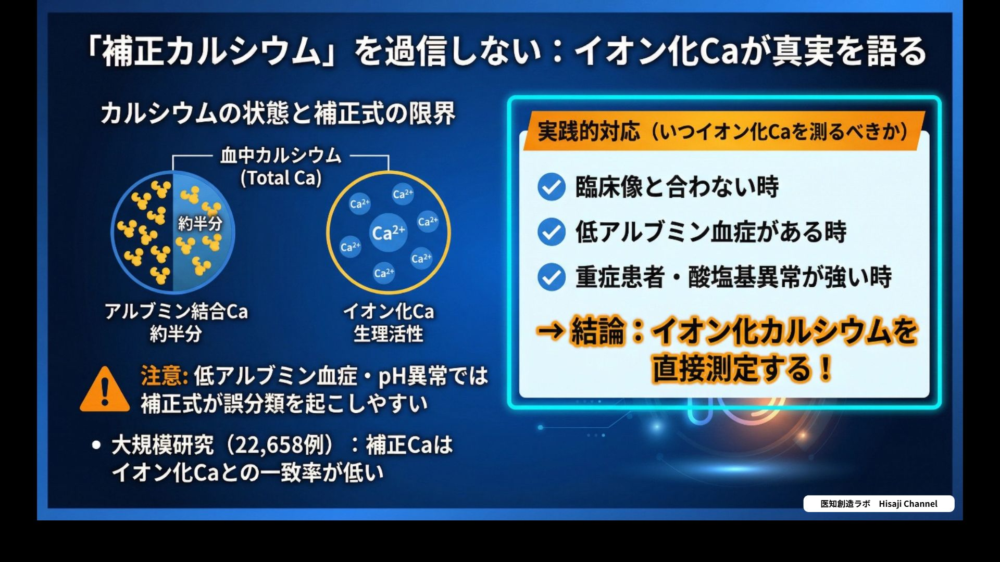 「補正カルシウム」を過信しない：イオン化Caが真実を語る
カルシウムの状態と補正式の限界
血中カルシウム
(Total Ca)
約半分
Ca²⁺
Ca²⁺
Ca²⁺
Ca²⁺
Ca²⁺
Ca²⁺
Ca²⁺
アルブミン結合Ca
約半分
イオン化Ca
生理活性
注意: 低アルブミン血症・pH異常では
補正式が誤分類を起こしやすい
• 大規模研究（22,658例）：補正Caは
イオン化Caとの一致率が低い
実践的対応（いつイオン化Caを測るべきか）
臨床像と合わない時
低アルブミン血症がある時
重症患者・酸塩基異常が強い時
→ 結論：イオン化カルシウムを
直接測定する！
医知創造ラボ　Hisaji Channel